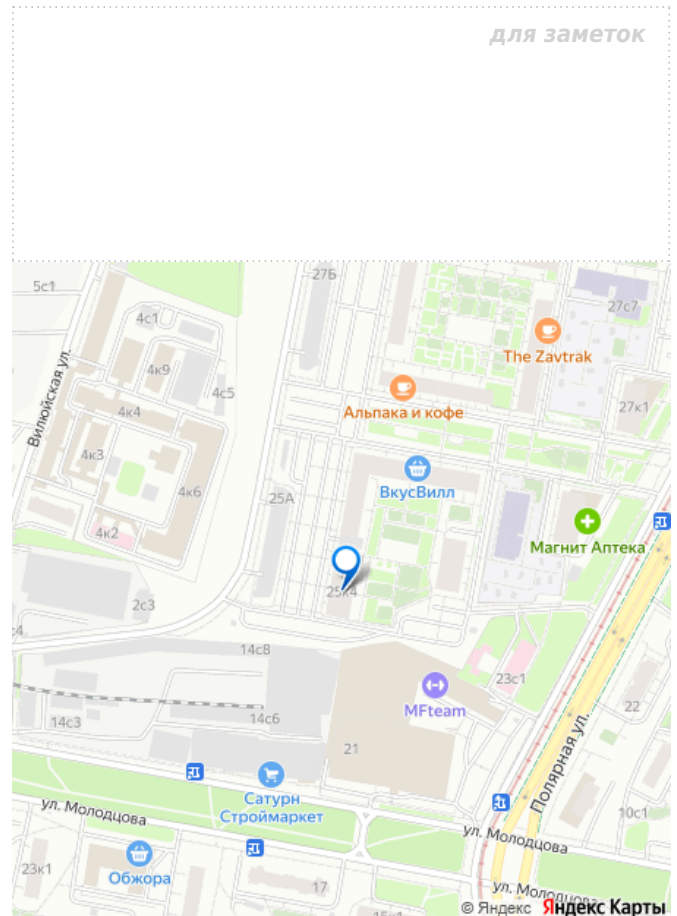 для заметок
27Б
5с1
27с7
4с1
The Zavtrak
4к9
4с5
Альпака и кофе
27к1
Вилюйская ул.
4к4
4к3
ВкусВилл
4к6
25А
4к2
Магнит Аптека
25к4
2с3
14с8
23с1
MFteam
22
14с3
14с6
21
Полярная ул.
Сатурн
Строймаркет
ул. Молодцова
10с1
ул. Молодцова
Обжора
23к1
17
ул. Молодцова
© Яндекс Яндекс Карты